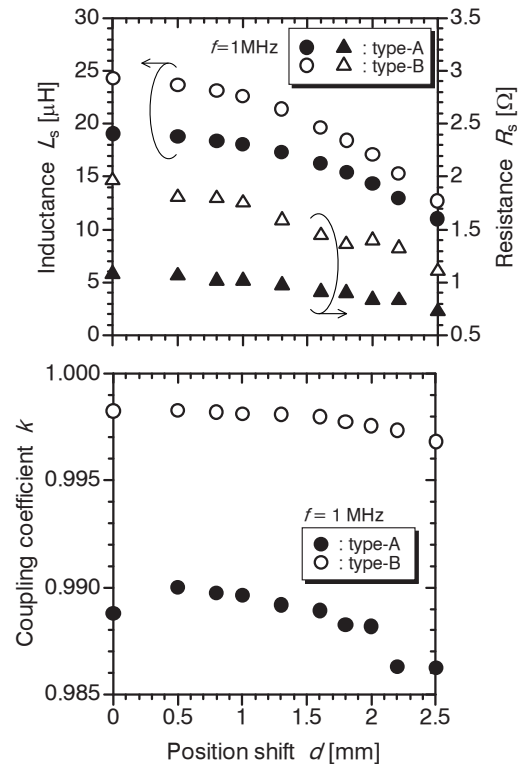 f=1MHz
: type-A
: type-B
Inductance Ls [μH]
30
25
20
15
10
5
0
3.5
3
2.5
2
1.5
1
0.5
Resistance Rs [Ω]
Coupling coefficient k
1.000
0.995
0.990
0.985
f = 1 MHz
: type-A
: type-B
0 0.5 1 1.5 2 2.5
Position shift d [mm]